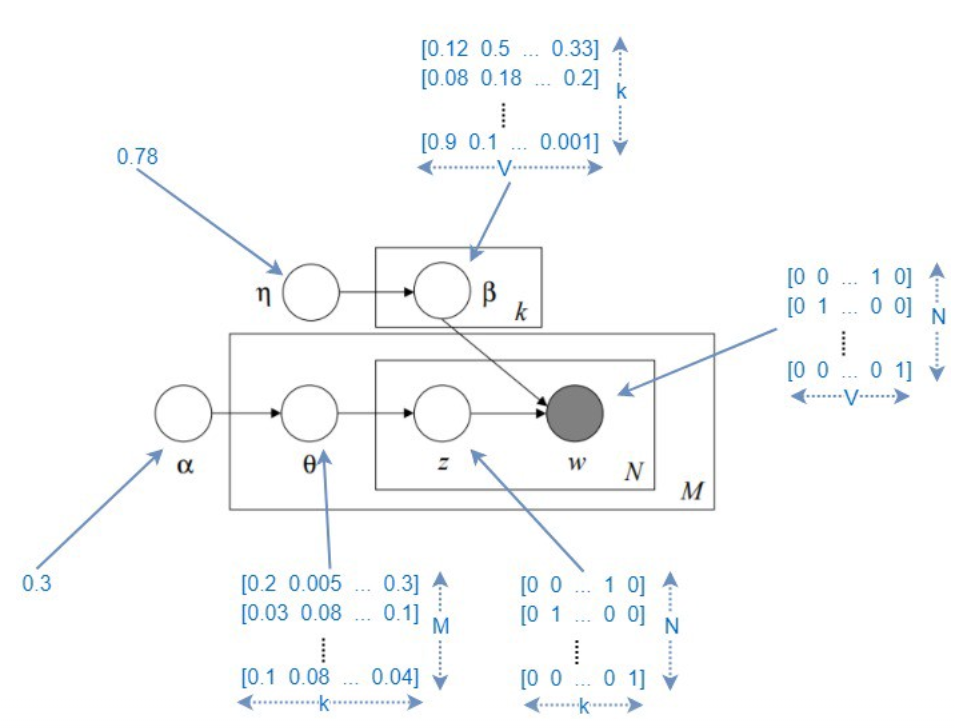 [0.12 0.5 ... 0.33]
[0.08 0.18 ... 0.2]
k
[0.9 0.1 ... 0.001]
V
0.78
η
β
k
[0 0 ... 1 0]
[0 1 ... 0 0]
N
[0 0 ... 0 1]
V
α
θ
z
w
N
M
0.3
[0.2 0.005 ... 0.3]
[0.03 0.08 ... 0.1]
M
[0.1 0.08 ... 0.04]
k
[0 0 ... 1 0]
[0 1 ... 0 0]
N
[0 0 ... 0 1]
k